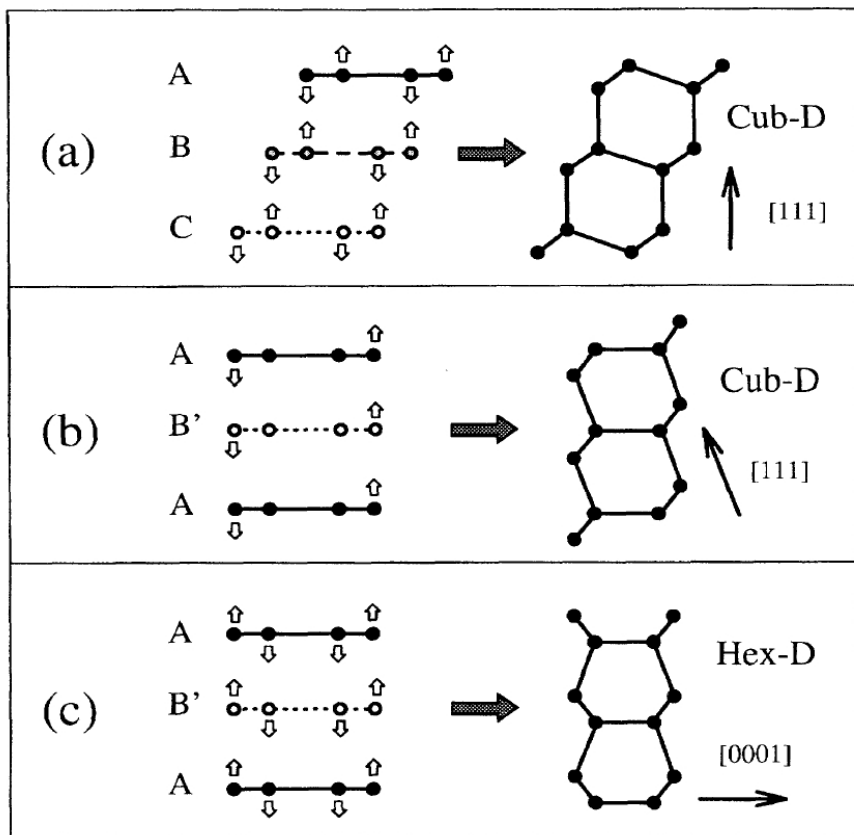 (a)
A
B
C
Cub-D
[111]
(b)
A
B’
A
Cub-D
[111]
(c)
A
B’
A
Hex-D
[0001]